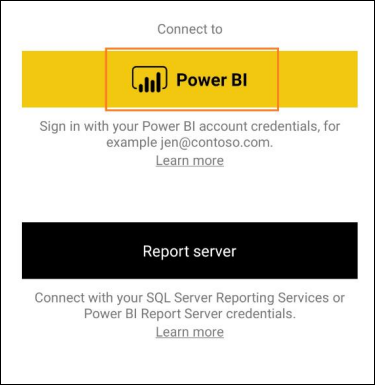 Connect to
Power BI
Sign in with your Power BI account credentials, for
example jen@contoso.com.
Learn more
Report server
Connect with your SQL Server Reporting Services or
Power BI Report Server credentials.
Learn more